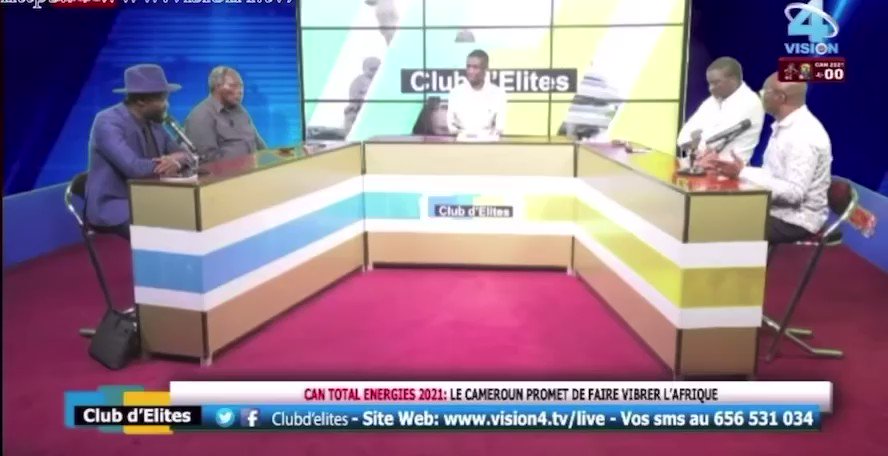 4
VISION
CAN 2021
J-00
Club d'Elites
Club d'Elites
CAN TOTAL ENERGIES 2021: LE CAMEROUN PROMET DE FAIRE VIBRER L'AFRIQUE
Club d'Elites
Clubd'elites - Site Web: www.vision4.tv/live - Vos sms au 656 531 034